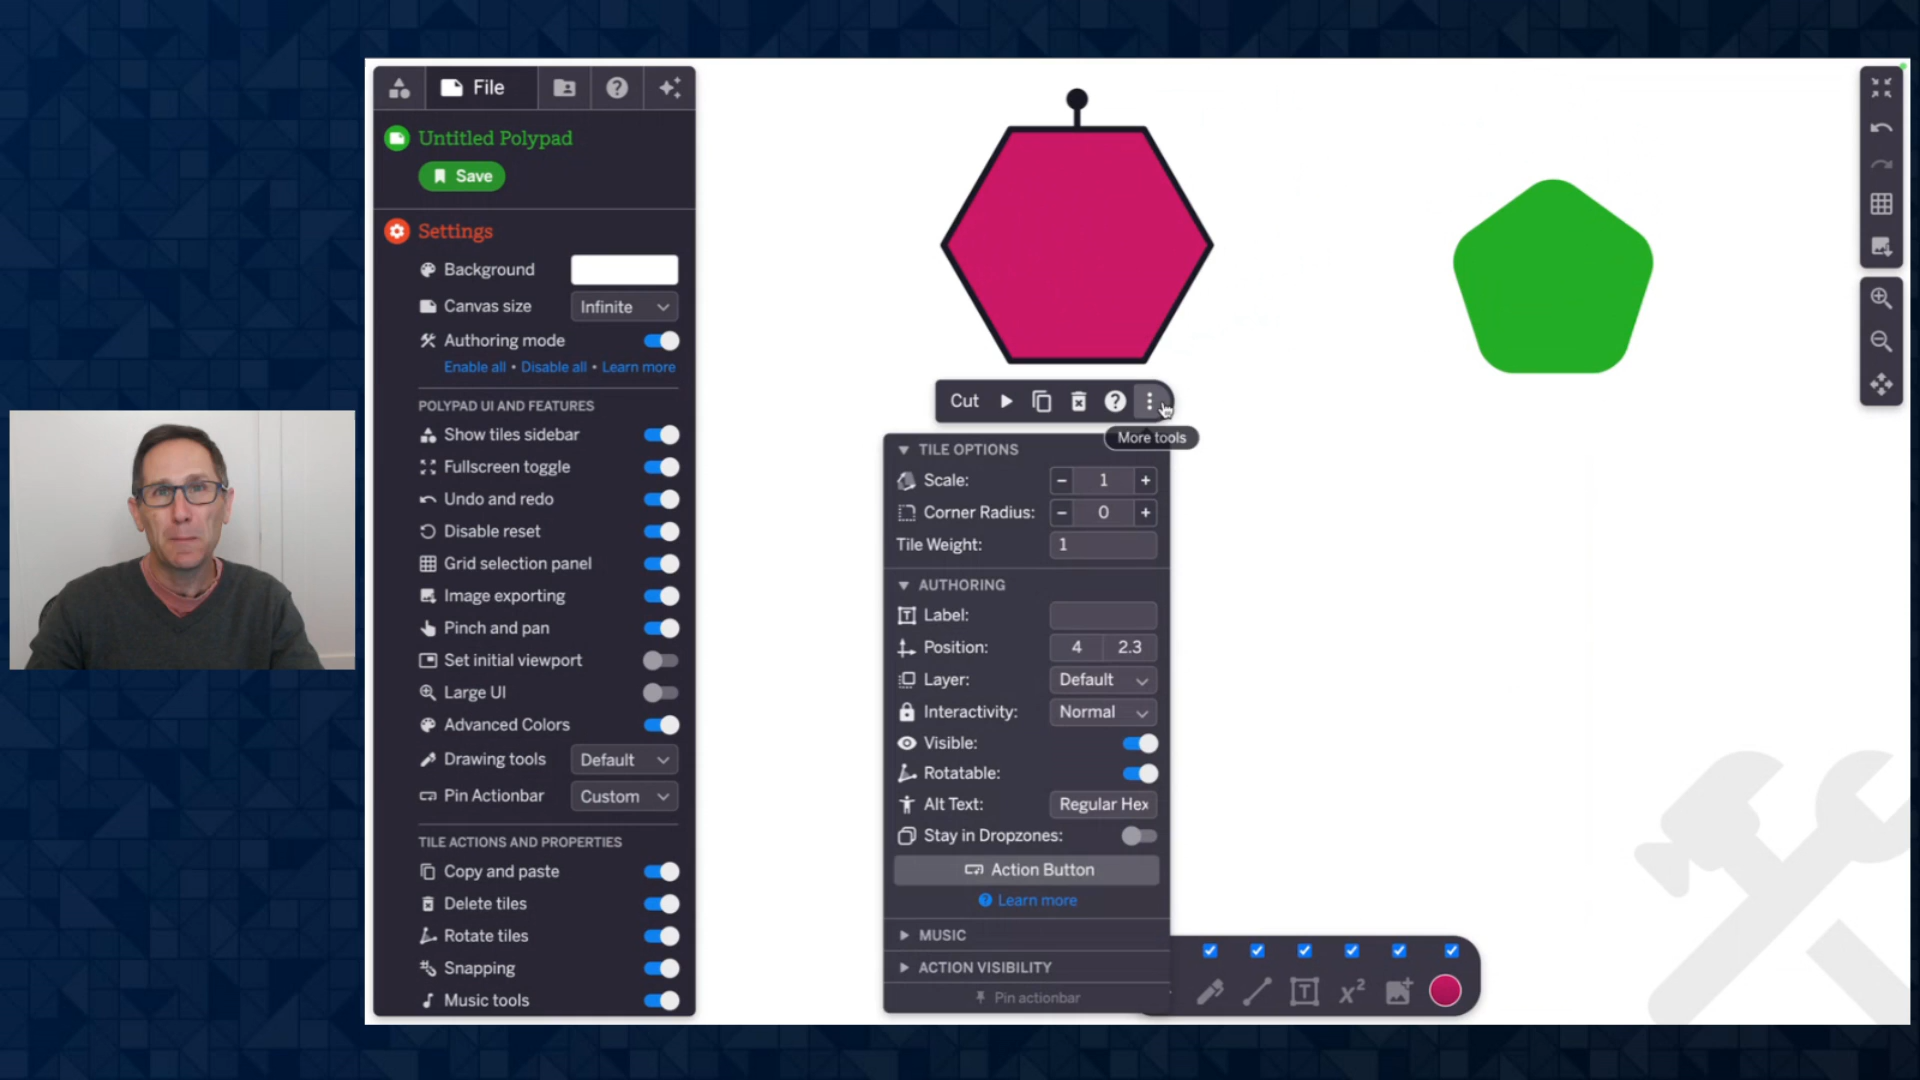 File
Untitled Polypad
Save
Settings
Background
Canvas size Infinite
Authoring mode
Enable all • Disable all • Learn more
POLYPAD UI AND FEATURES
Show tiles sidebar
Fullscreen toggle
Undo and redo
Disable reset
Grid selection panel
Image exporting
Pinch and pan
Set initial viewport
Large UI
Advanced Colors
Drawing tools Default
Pin Actionbar Custom
TILE ACTIONS AND PROPERTIES
Copy and paste
Delete tiles
Rotate tiles
Snapping
Music tools
Cut
More tools
TILE OPTIONS
Scale: − 1 +
Corner Radius: − 0 +
Tile Weight: 1
AUTHORING
Label:
Position: 4 2.3
Layer: Default
Interactivity: Normal
Visible:
Rotatable:
Alt Text: Regular Hex
Stay in Dropzones:
Action Button
Learn more
MUSIC
ACTION VISIBILITY
Pin actionbar
T x²